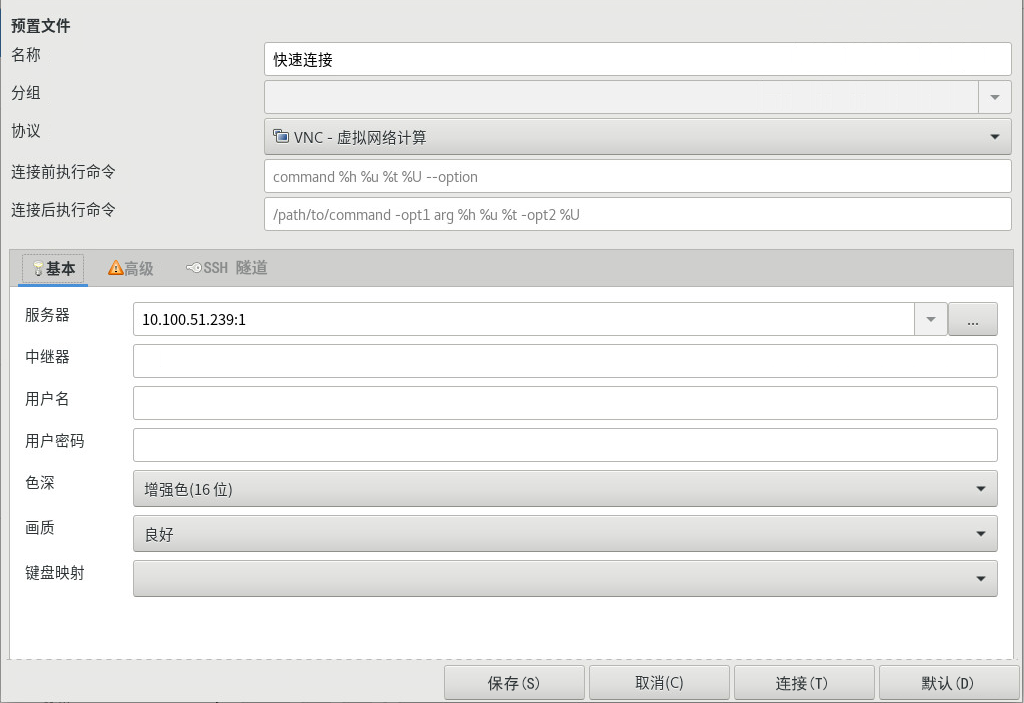 预置文件
名称 快速连接
分组
协议 VNC - 虚拟网络计算
连接前执行命令 command %h %u %t %U --option
连接后执行命令 /path/to/command -opt1 arg %h %u %t -opt2 %U
基本 高级 SSH 隧道
服务器 10.100.51.239:1 ...
中继器
用户名
用户密码
色深 增强色(16 位)
画质 良好
键盘映射
保存(S) 取消(C) 连接(T) 默认(D)